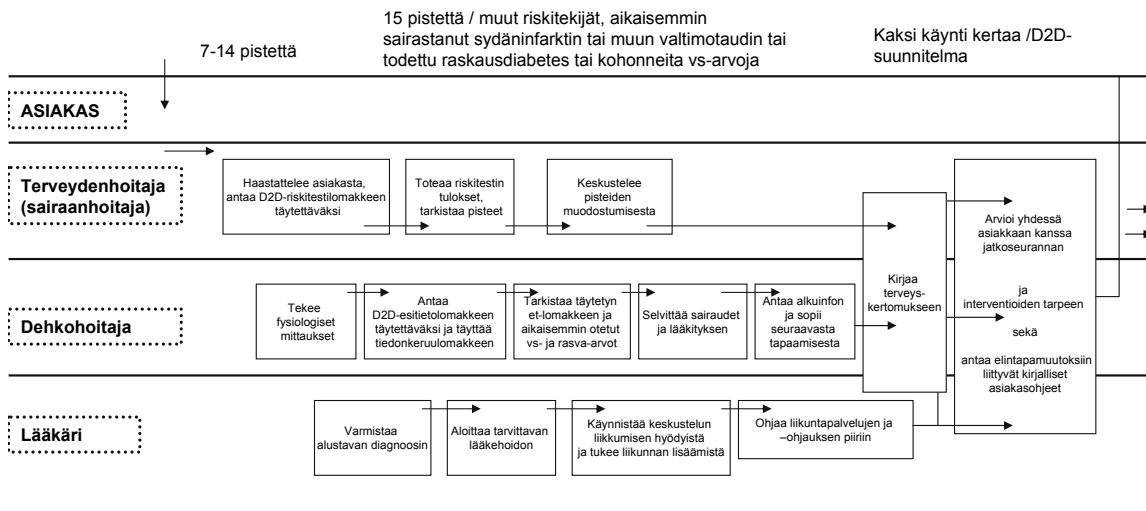 7-14 pistettä
15 pistettä / muut riskitekijät, aikaisemmin
sairastanut sydäninfarktin tai muun valtimotaudin tai
todettu raskausdiabetes tai kohonneita vs-arvoja
Kaksi käynti kertaa /D2D-
suunnitelma
ASIAKAS
Terveydenhoitaja
(sairaanhoitaja)
Haastattelee asiakasta,
antaa D2D-riskitestilomakkeen
täytettäväksi
Toteaa riskitestin
tulokset,
tarkistaa pisteet
Keskustelee
pisteiden
muodostumisesta
Kirjaa
terveys-
kertomukseen
Arvioi yhdessä
asiakkaan kanssa
jatkoseurannan
ja
interventioiden tarpeen
sekä
antaa elintapamuutoksiin
liittyvät kirjalliset
asiakasohjeet
Dehkohoitaja
Tekee
fysiologiset
mittaukset
Antaa
D2D-esitietolomakkeen
täytettäväksi ja täyttää
tiedonkeruulomakkeen
Tarkistaa täytetyn
et-lomakkeen ja
aikaisemmin otetut
vs- ja rasva-arvot
Selvittää sairaudet
ja lääkityksen
Antaa alkuinfon
ja sopii
seuraavasta
tapaamisesta
Lääkäri
Varmistaa
alustavan diagnoosin
Aloittaa tarvittavan
lääkehoidon
Käynnistää keskustelun
liikkumisen hyödyistä
ja tukee liikunnan lisäämistä
Ohjaa liikuntapalvelujen ja
–ohjauksen piiriin